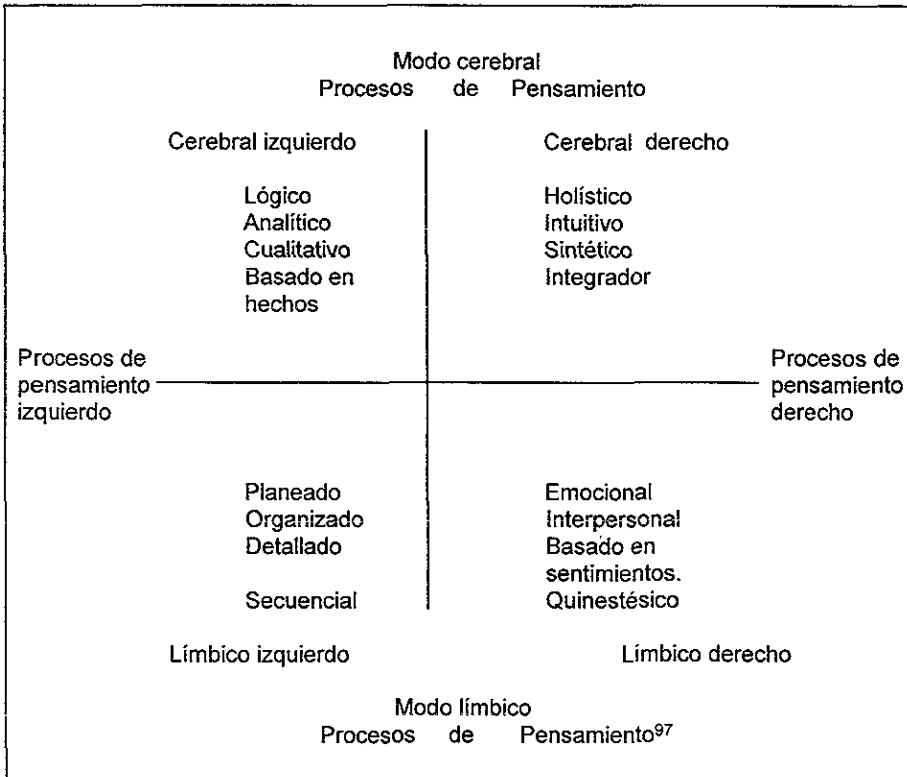 Modo cerebral
Procesos de Pensamiento
Cerebral izquierdo Cerebral derecho
Lógico Holístico
Analítico Intuitivo
Cualitativo Sintético
Basado en Integrador
hechos
Procesos de Procesos de
pensamiento pensamiento
izquierdo derecho
Planeado Emocional
Organizado Interpersonal
Detallado Basado en
sentimientos.
Secuencial Quinestésico
Límbico izquierdo Límbico derecho
Modo límbico
Procesos de Pensamiento97